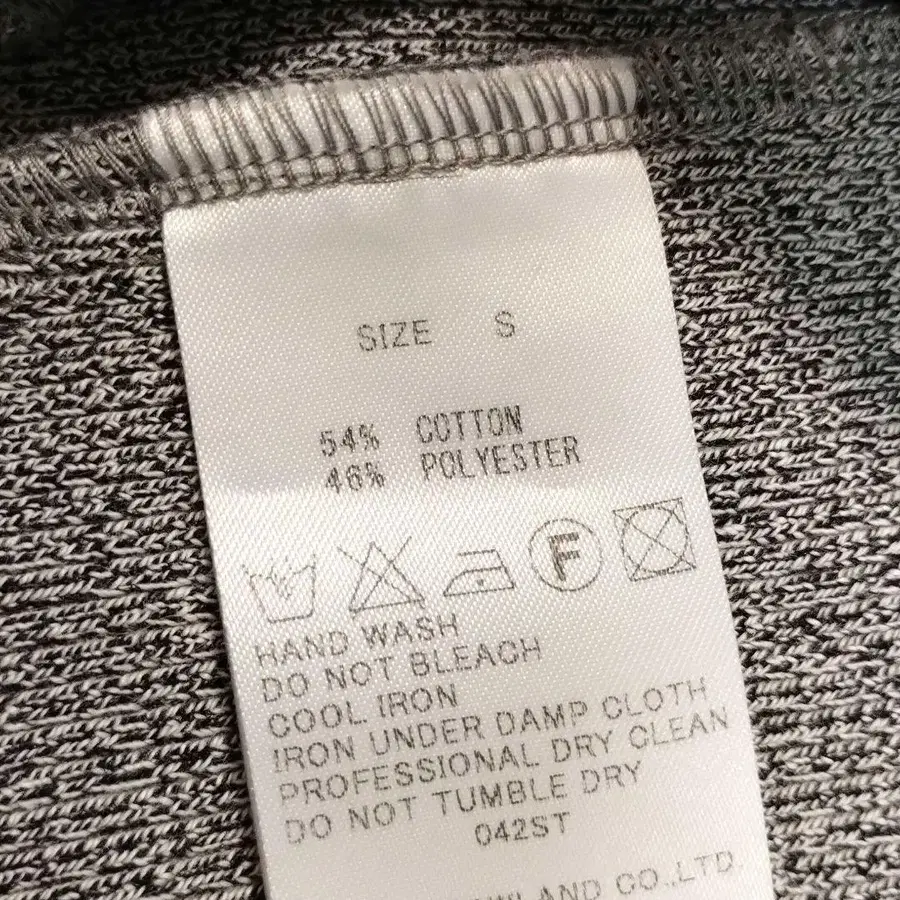 SIZE S
54% COTTON
46% POLYESTER
F
HAND WASH
DO NOT BLEACH
COOL IRON
IRON UNDER DAMP CLOTH
PROFESSIONAL DRY CLEAN
DO NOT TUMBLE DRY
042ST
CO.,LTD